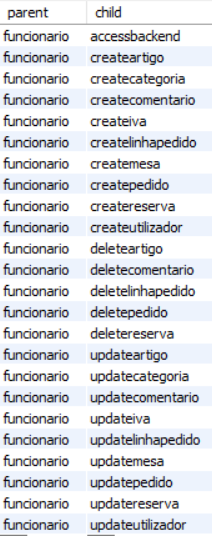 parent child
funcionario accessbackend
funcionario createartigo
funcionario createcategoria
funcionario createcomentario
funcionario createiva
funcionario createlinhapedido
funcionario createmesa
funcionario createpedido
funcionario createreserva
funcionario createutilizador
funcionario deleteartigo
funcionario deletecomentario
funcionario deletelinhapedido
funcionario deletepedido
funcionario deletereserva
funcionario updateartigo
funcionario updatecategoria
funcionario updatecomentario
funcionario updateiva
funcionario updatelinhapedido
funcionario updatemesa
funcionario updatepedido
funcionario updatereserva
funcionario updateutilizador